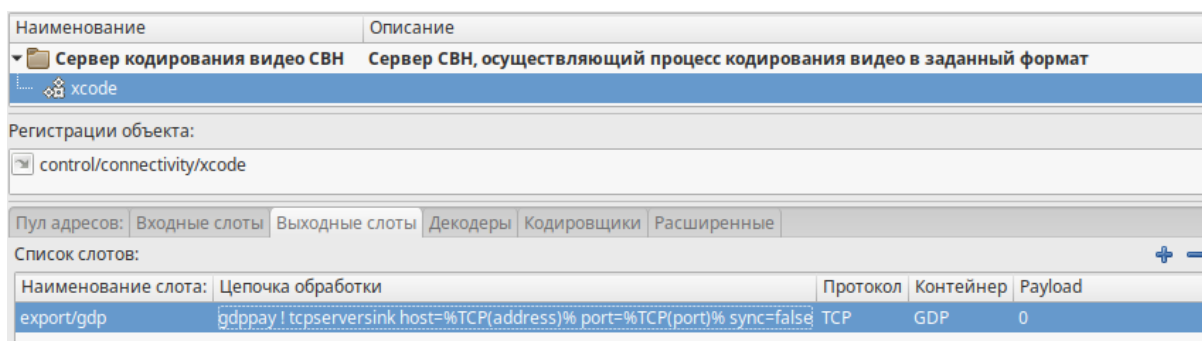 Наименование Описание
Сервер кодирования видео СВН Сервер СВН, осуществляющий процесс кодирования видео в заданный формат
xcode
Регистрации объекта:
control/connectivity/xcode
Пул адресов: Входные слоты Выходные слоты Декодеры Кодировщики Расширенные
Список слотов:
Наименование слота: Цепочка обработки Протокол Контейнер Payload
export/gdp gdppay ! tcpserversink host=%TCP(address)% port=%TCP(port)% sync=false TCP GDP 0